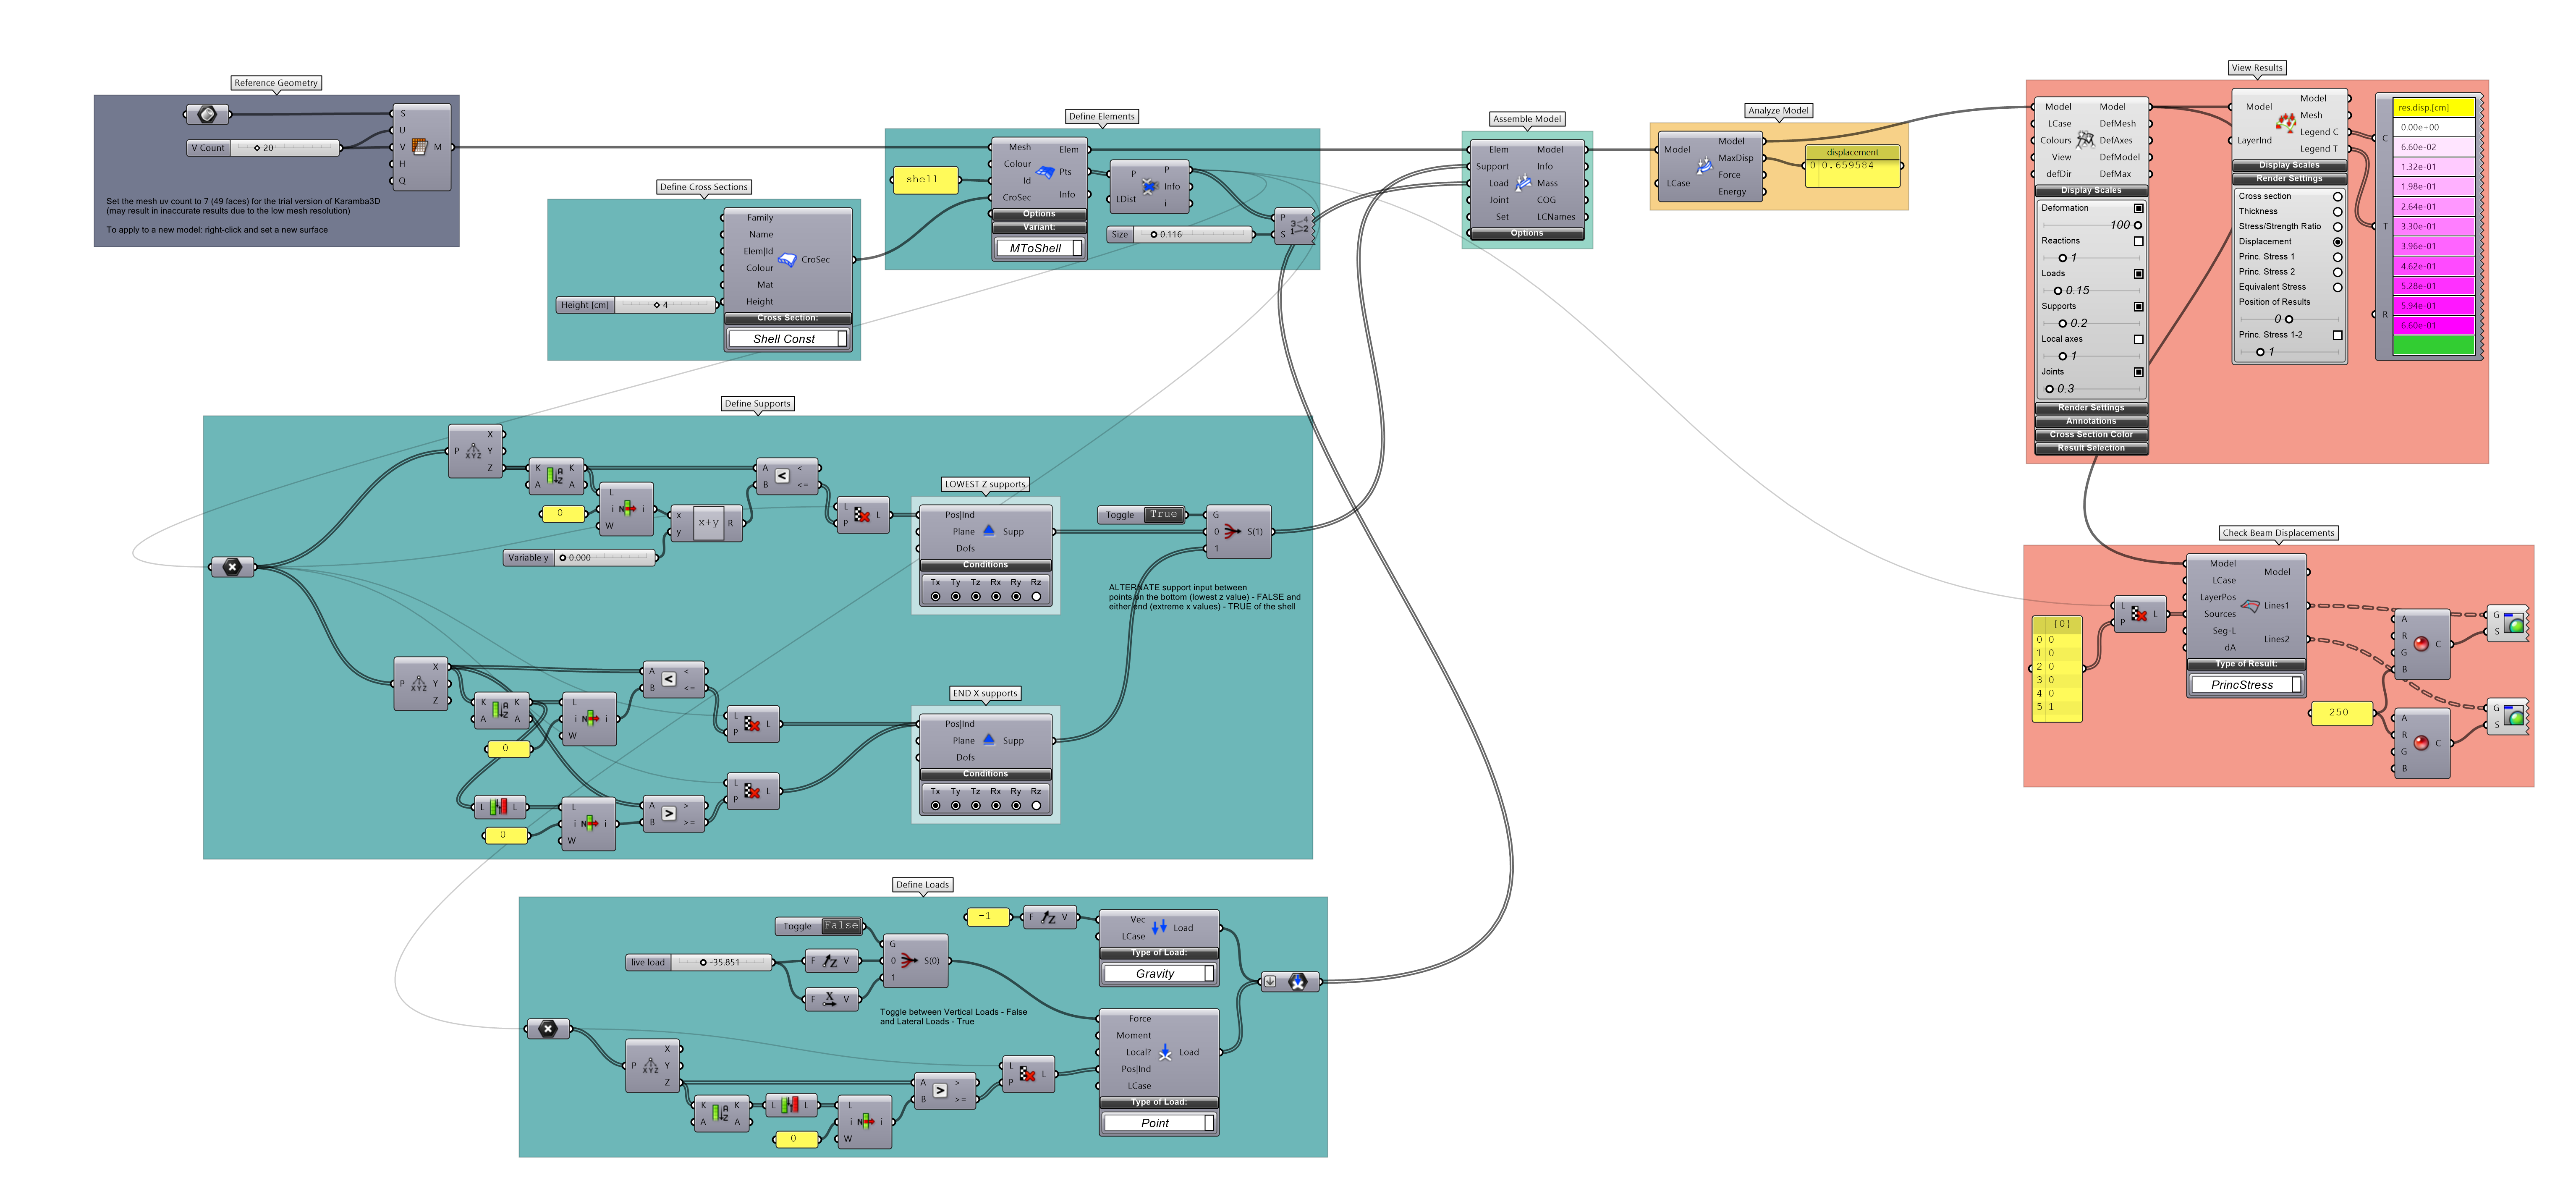 Reference Geometry
V Count 20
S
U
V
H
Q
M
Set the mesh uv count to 7 (49 faces) for the trial version of Karamba3D
(may result in inaccurate results due to the low mesh resolution)
To apply to a new model: right-click and set a new surface
Define Cross Sections
Height [cm] 4
Family
Name
Elem|Id
Colour
Mat
Height
CroSec
Cross Section:
Shell Const
Define Elements
shell
Mesh
Colour
Id
CroSec
Elem
Pts
Info
Options
Variant:
MToShell
P
LDist
P
Info
i
Size 0.116
P
S
Assemble Model
Elem
Support
Load
Joint
Set
Model
Info
Mass
COG
LCNames
Options
Analyze Model
Model
LCase
Model
MaxDisp
Force
Energy
displacement
0 0.659584
View Results
Model
LCase
Colours
View
defDir
Model
DefMesh
DefAxes
DefModel
DefMax
Display Scales
Deformation
100
Reactions
1
Loads
0.15
Supports
0.2
Local axes
1
Joints
0.3
Render Settings
Annotations
Cross Section Color
Result Selection
Model
LayerInd
Model
Mesh
Legend C
Legend T
Display Scales
Render Settings
Cross section
Thickness
Stress/Strength Ratio
Displacement
Princ. Stress 1
Princ. Stress 2
Equivalent Stress
Position of Results
0
Princ. Stress 1-2
1
C
T
R
res.disp.[cm]
0.00e+00
6.60e-02
1.32e-01
1.98e-01
2.64e-01
3.30e-01
3.96e-01
4.62e-01
5.28e-01
5.94e-01
6.60e-01
Define Supports
P XYZ X Y Z
K A K A
0
L i W i
Variable y 0.000
x y x+y R
A B < <=
L P L
LOWEST Z supports
Pos|Ind
Plane
Dofs
Supp
Conditions
Tx Ty Tz Rx Ry Rz
Toggle True
G
0
1
S(1)
ALTERNATE support input between
points on the bottom (lowest z value) - FALSE and
either end (extreme x values) - TRUE of the shell
P XYZ X Y Z
K A K A
0
L i W i
A B < <=
L P L
END X supports
Pos|Ind
Plane
Dofs
Supp
Conditions
Tx Ty Tz Rx Ry Rz
L L
0
L i W i
A B > >=
L P L
Define Loads
Toggle False
live load -35.851
F Z V
F X V
G
0
1
S(0)
Toggle between Vertical Loads - False
and Lateral Loads - True
-1
F Z V
Vec
LCase
Load
Type of Load:
Gravity
Force
Moment
Local?
Pos|Ind
LCase
Load
Type of Load:
Point
P XYZ X Y Z
K A K A
L L
0
L i W i
A B > >=
L P L
Check Beam Displacements
{0}
0 0
1 0
2 0
3 0
4 0
5 1
L P L
Model
LCase
LayerPos
Sources
Seg-L
dA
Model
Lines1
Lines2
Type of Result:
PrincStress
250
A
R
G
B
C
G
S
A
R
G
B
C
G
S